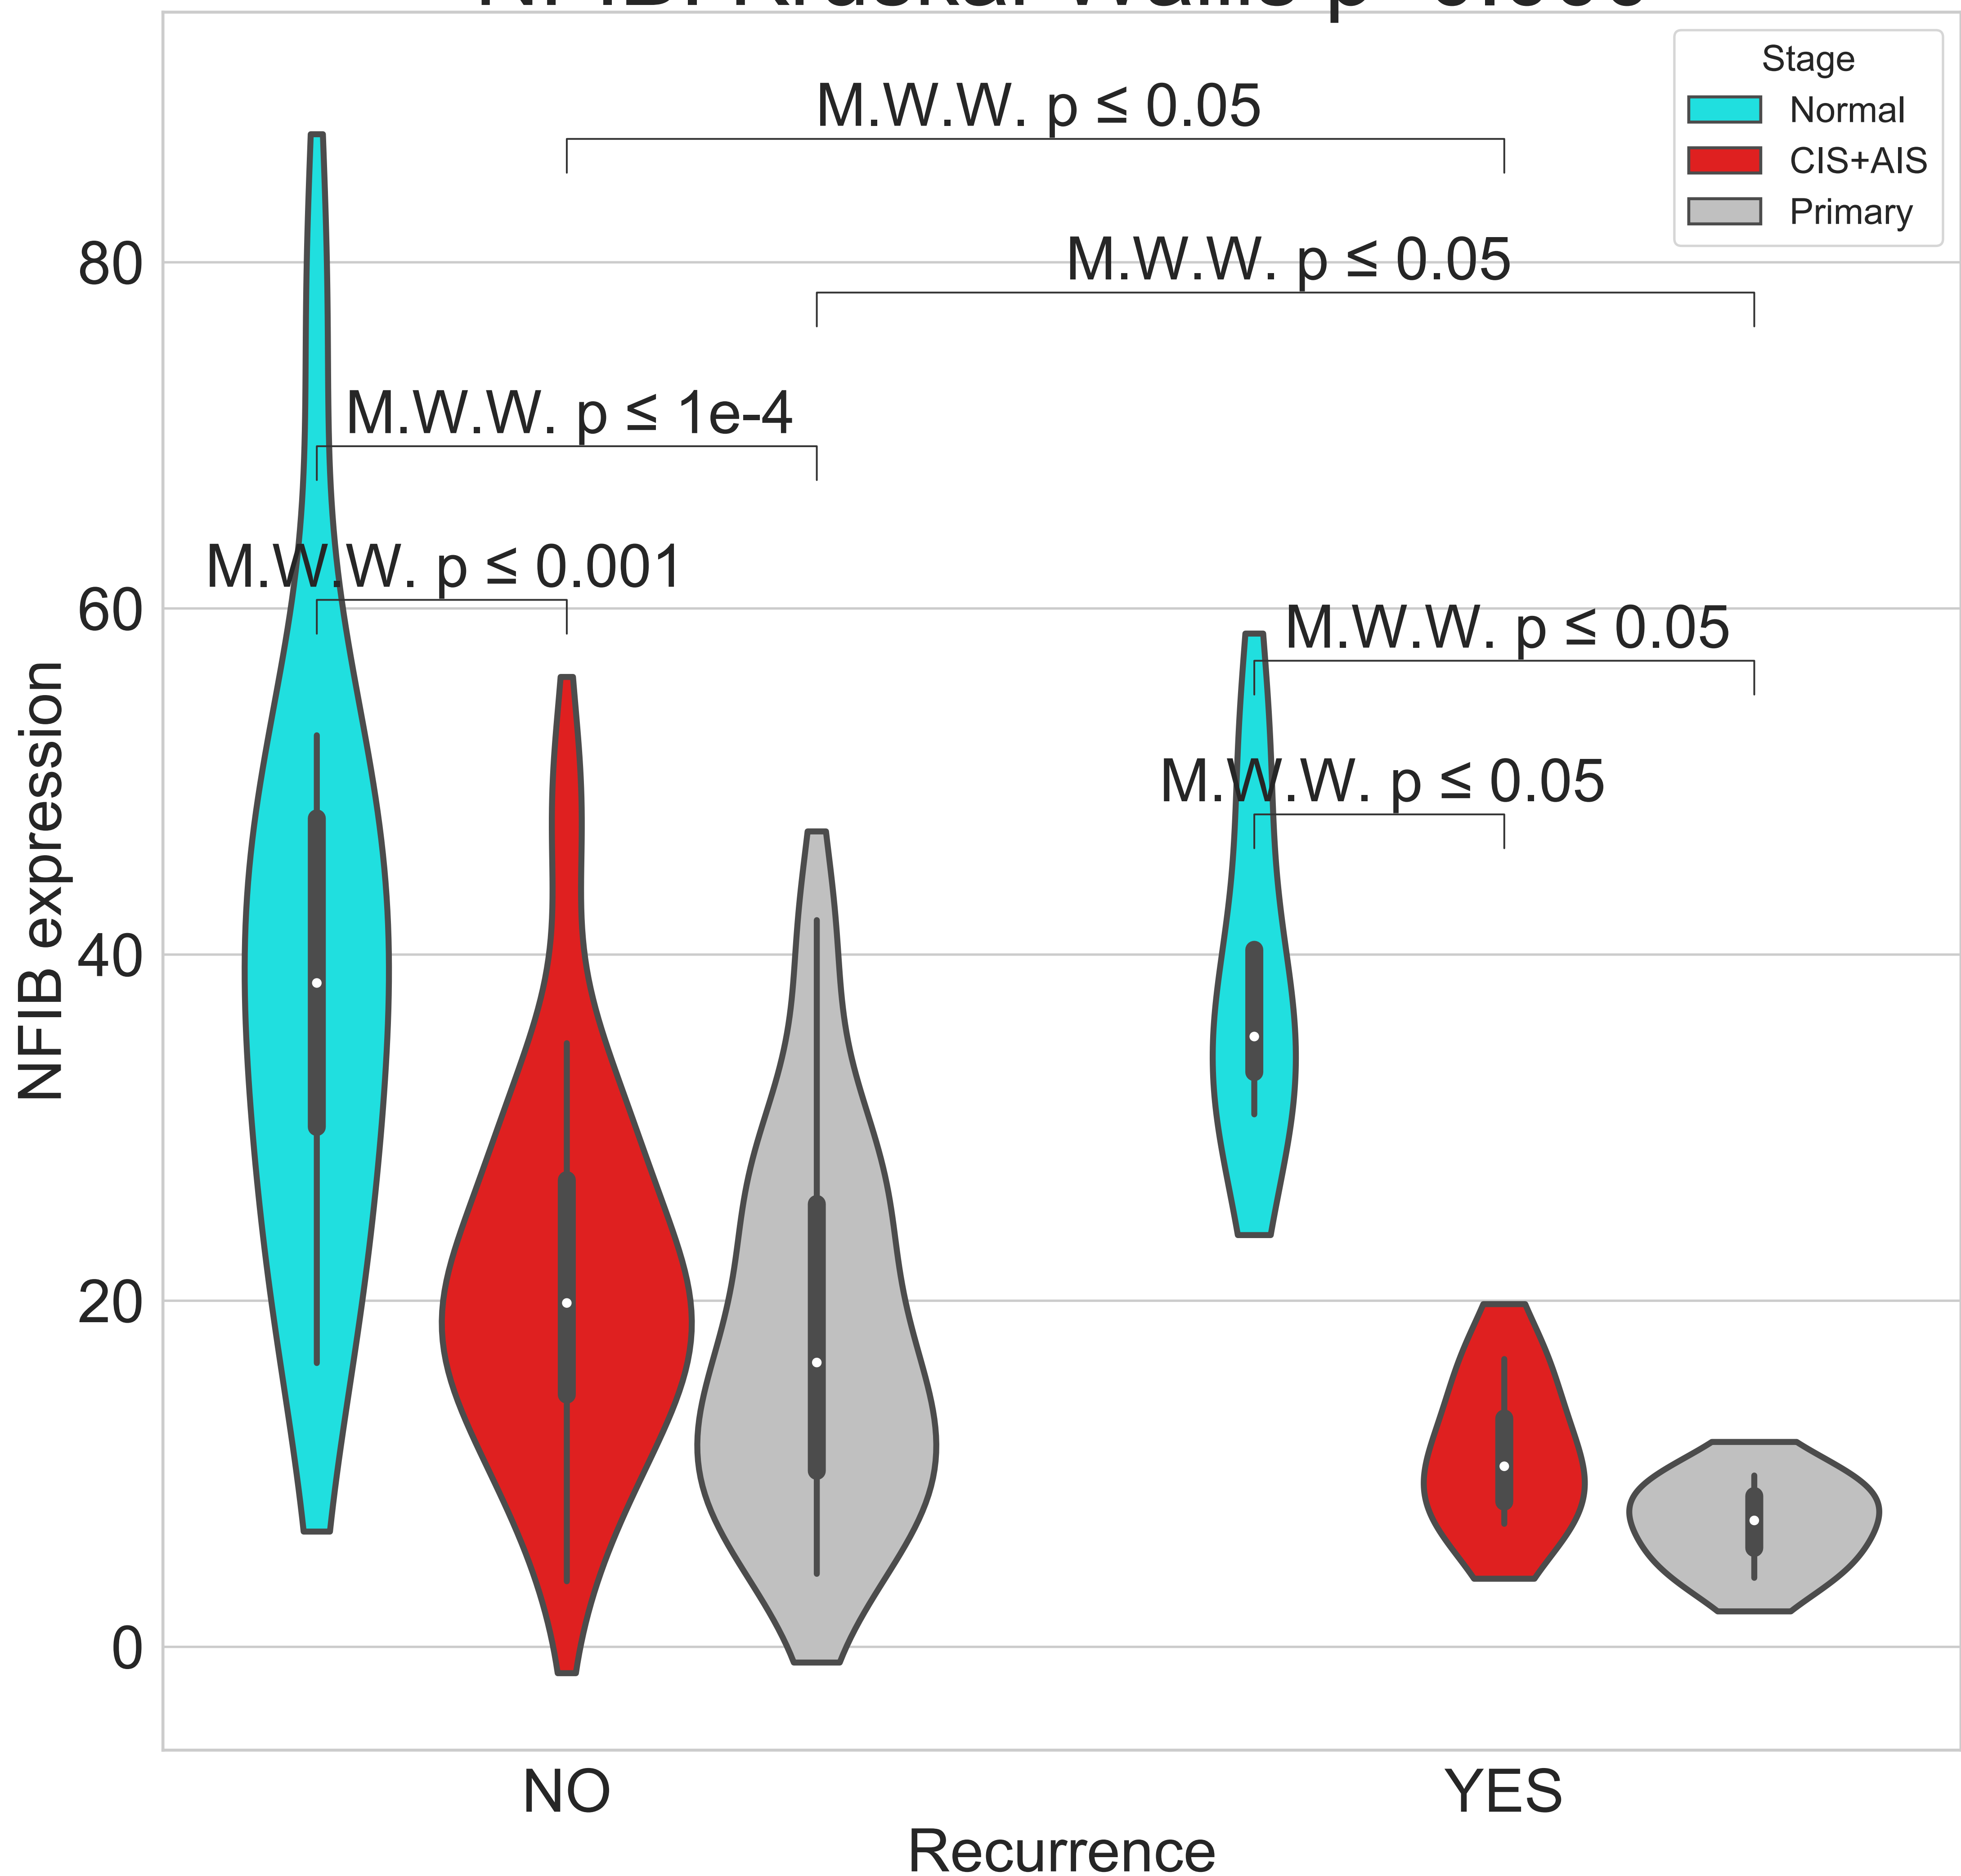 Stage
Normal
CIS+AIS
Primary
M.W.W. p ≤ 0.05
M.W.W. p ≤ 0.05
M.W.W. p ≤ 1e-4
M.W.W. p ≤ 0.001
M.W.W. p ≤ 0.05
M.W.W. p ≤ 0.05
80
60
40
20
0
NFIB expression
NO
YES
Recurrence